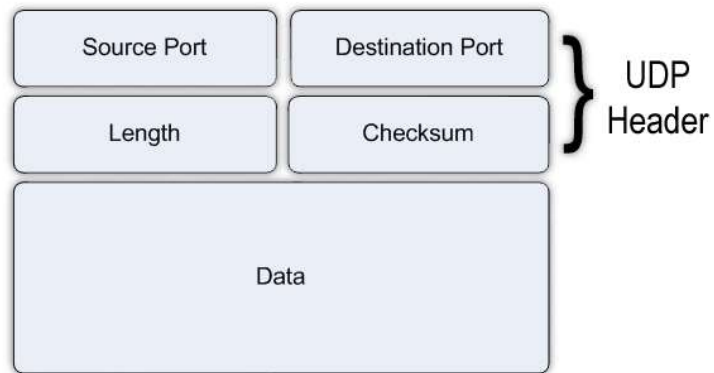 Source Port
Destination Port
UDP
Header
Length
Checksum
Data